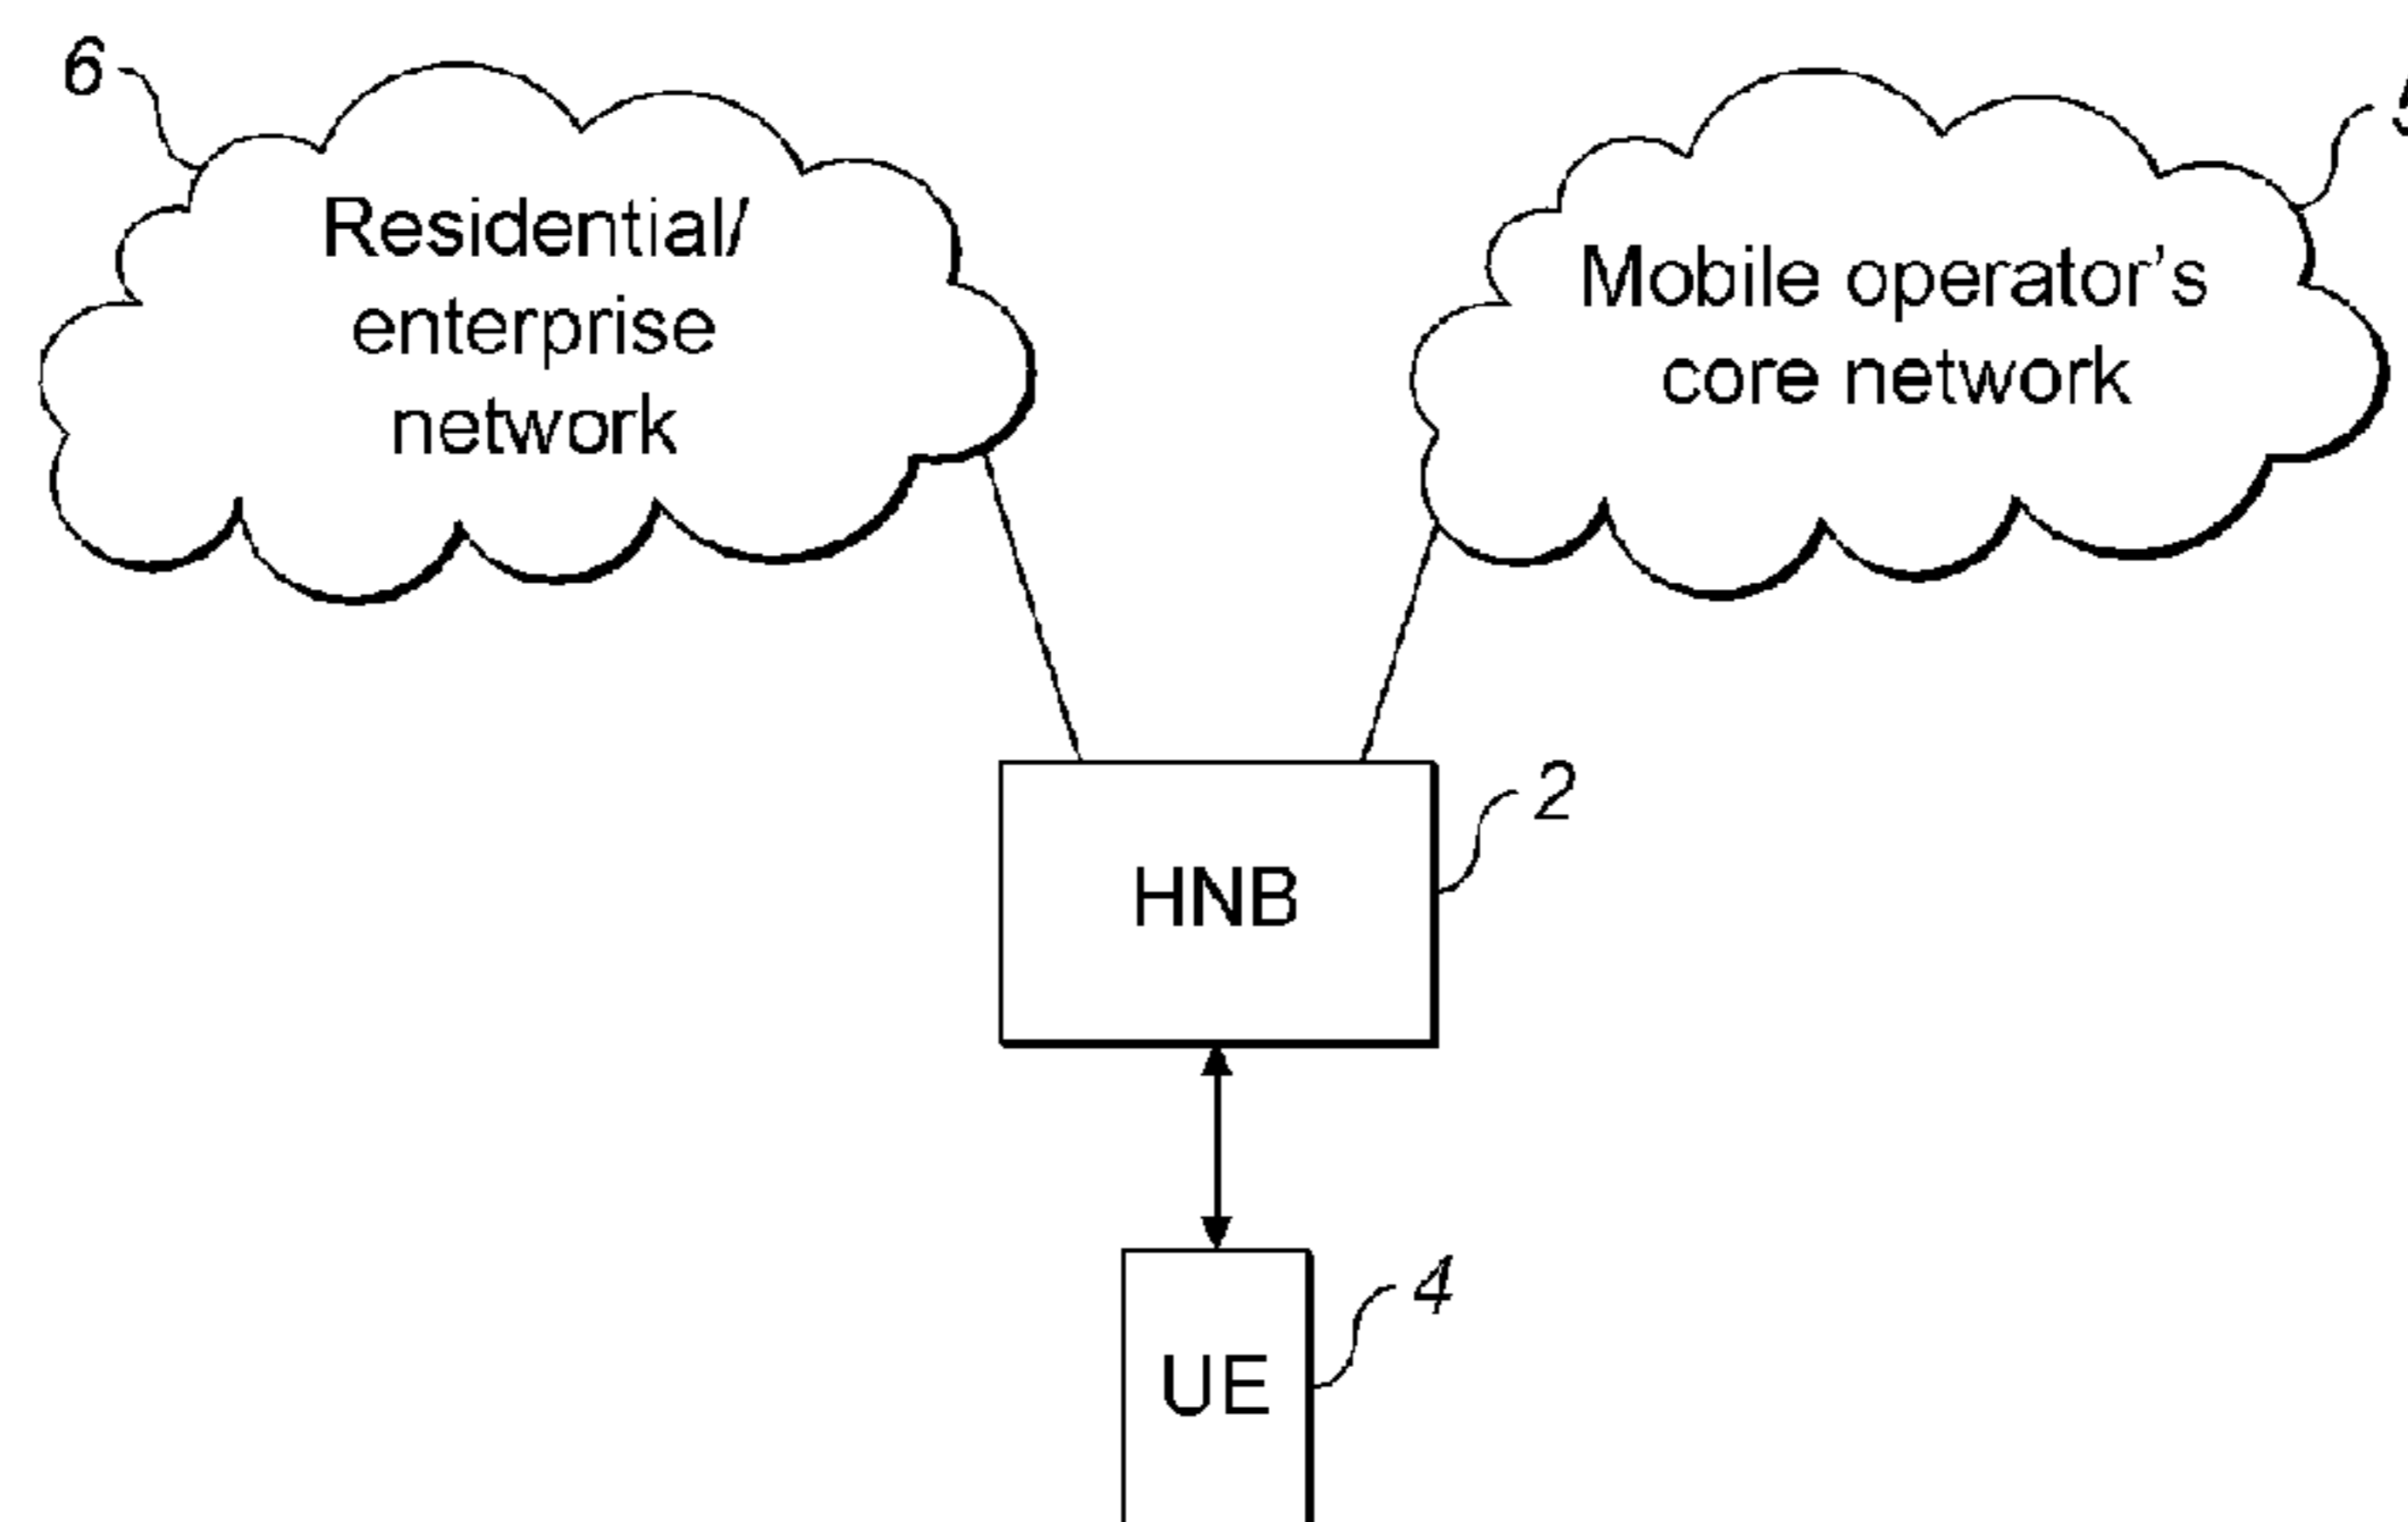 6
Residential/
enterprise
network
Mobile operator’s
core network
HNB
2
4
UE